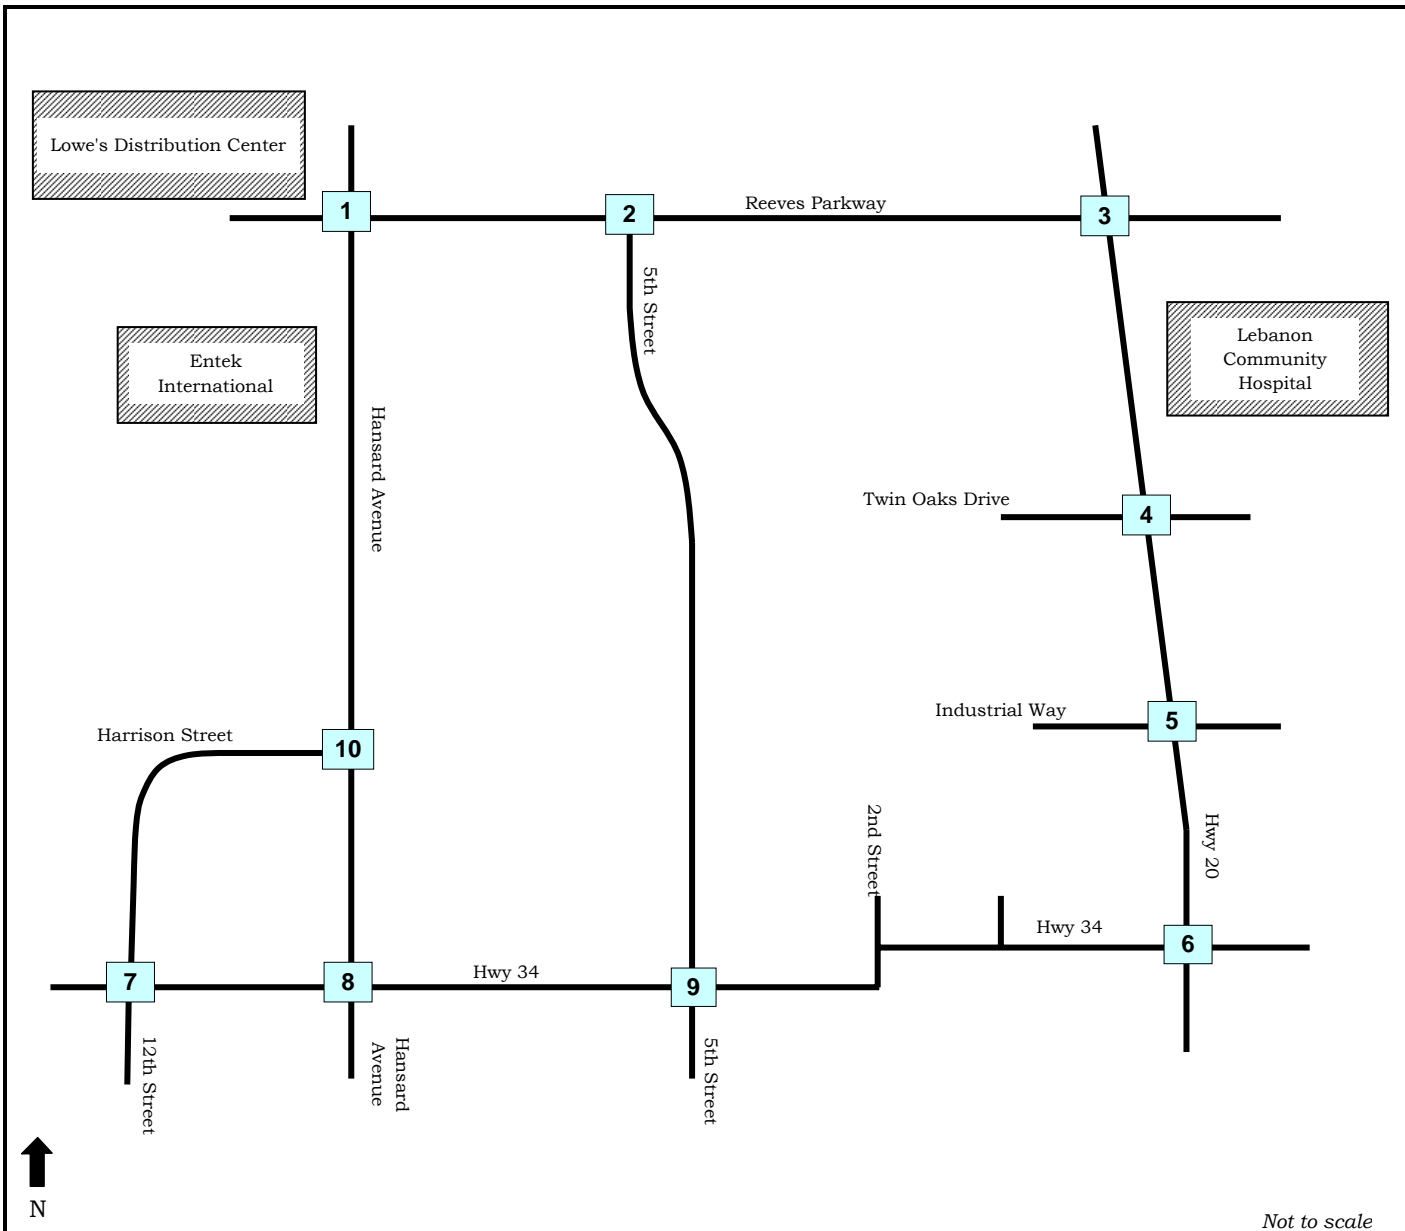 Lowe's Distribution Center
1
2
Reeves Parkway
3
5th Street
Entek
International
Lebanon
Community
Hospital
Hansard Avenue
Twin Oaks Drive
4
Industrial Way
5
Harrison Street
10
2nd Street
Hwy 20
Hwy 34
6
7
8
Hwy 34
9
12th Street
Hansard
Avenue
5th Street
N
Not to scale